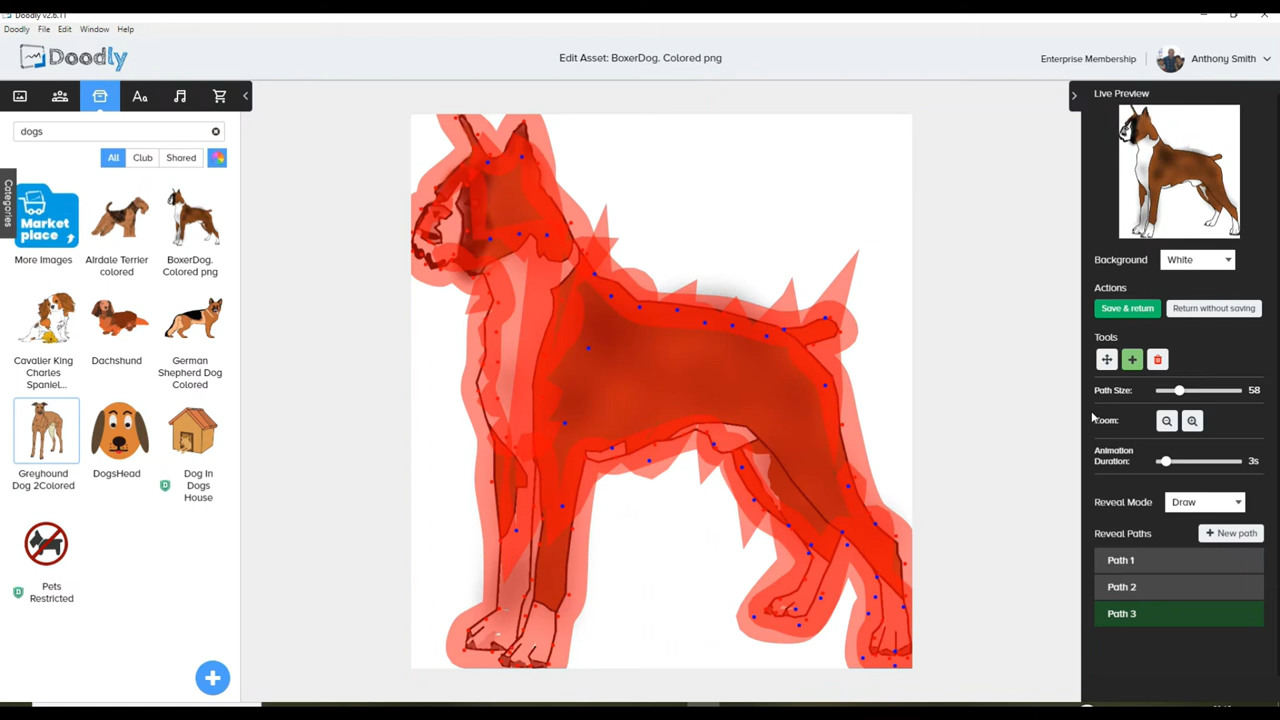 Doodly v2.6.11
Doodly File Edit Window Help
Doodly
Edit Asset: BoxerDog. Colored png
Enterprise Membership
Anthony Smith
dogs
All Club Shared
Categories
Market
place
More Images
Airdale Terrier
colored
BoxerDog.
Colored png
Cavalier King
Charles
Spaniel...
Dachshund
German
Shepherd Dog
Colored
Greyhound
Dog 2Colored
DogsHead
Dog In
Dogs
House
Pets
Restricted
Live Preview
Background White
Actions
Save & return Return without saving
Tools
Path Size: 58
Zoom:
Animation
Duration: 3s
Reveal Mode Draw
Reveal Paths + New path
Path 1
Path 2
Path 3